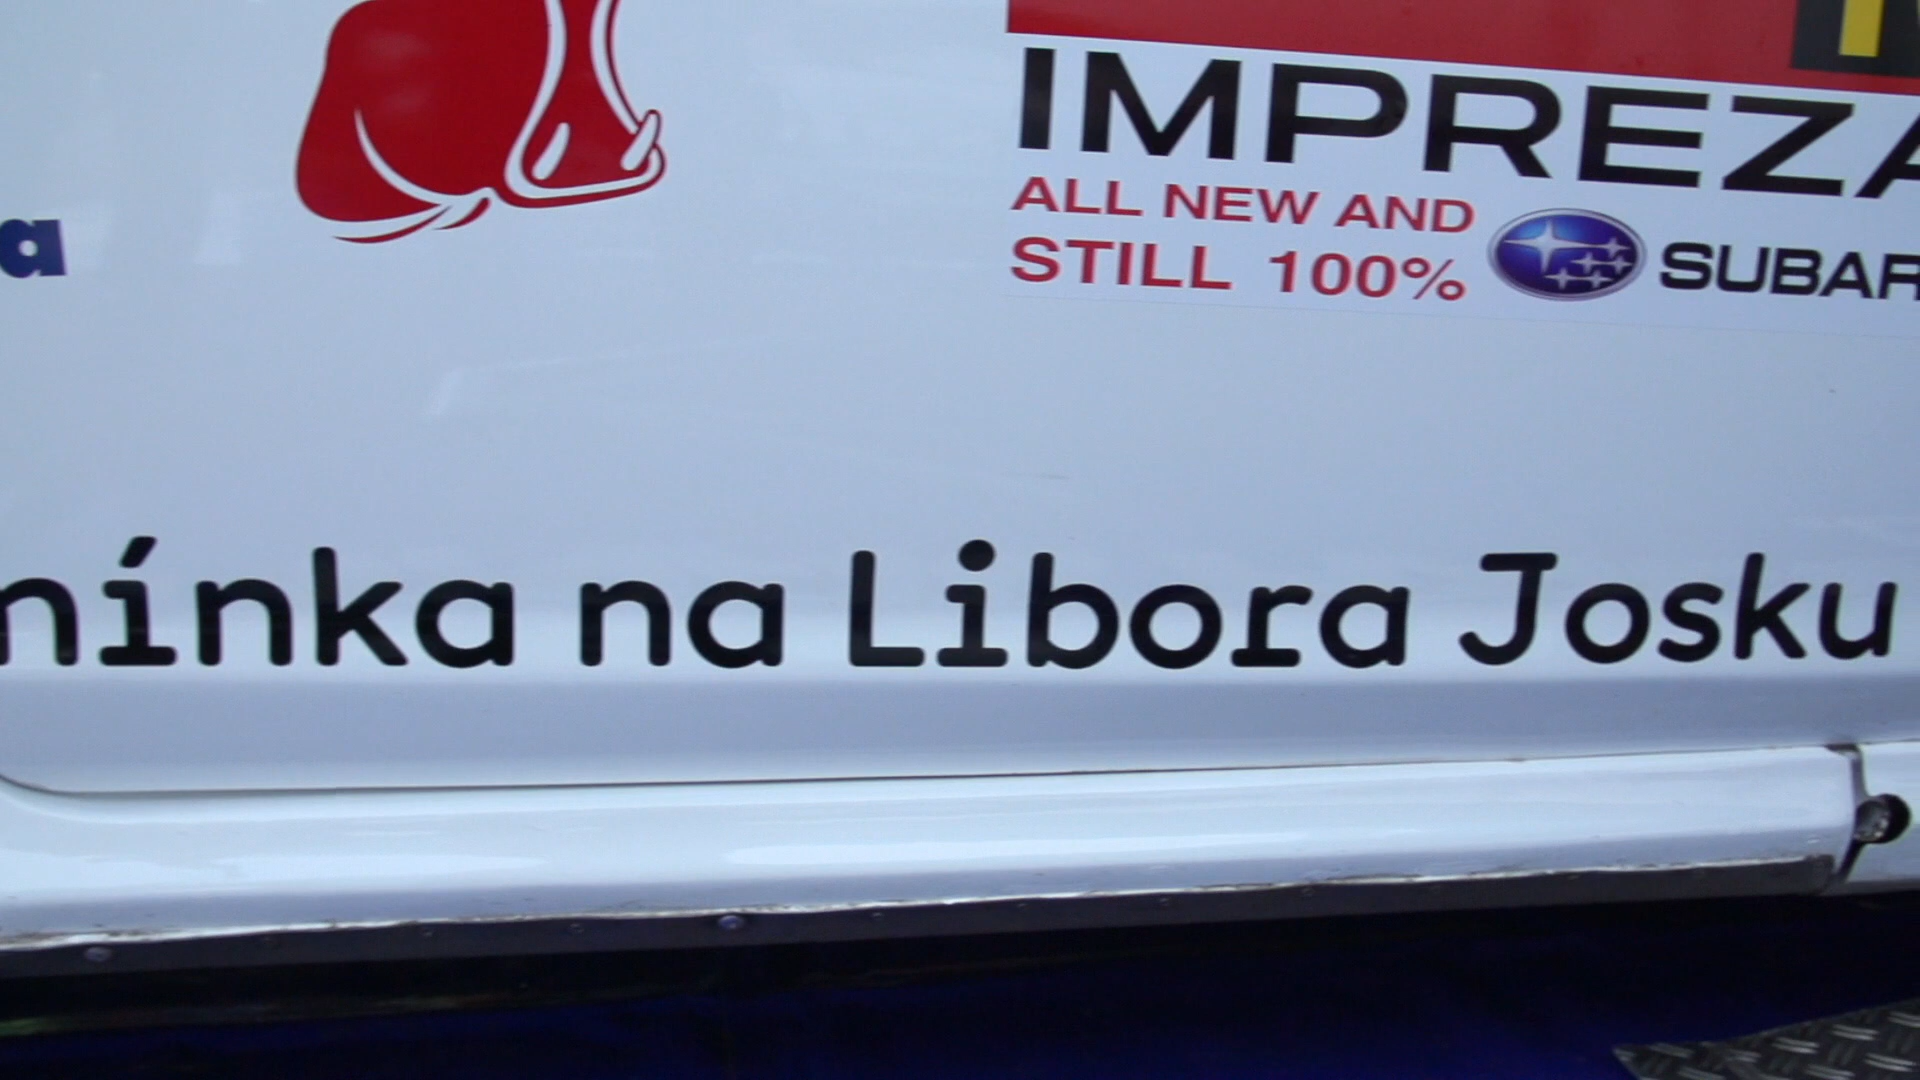 IMPREZA
ALL NEW AND
STILL 100%
SUBAR
a
nínka na Libora Josku